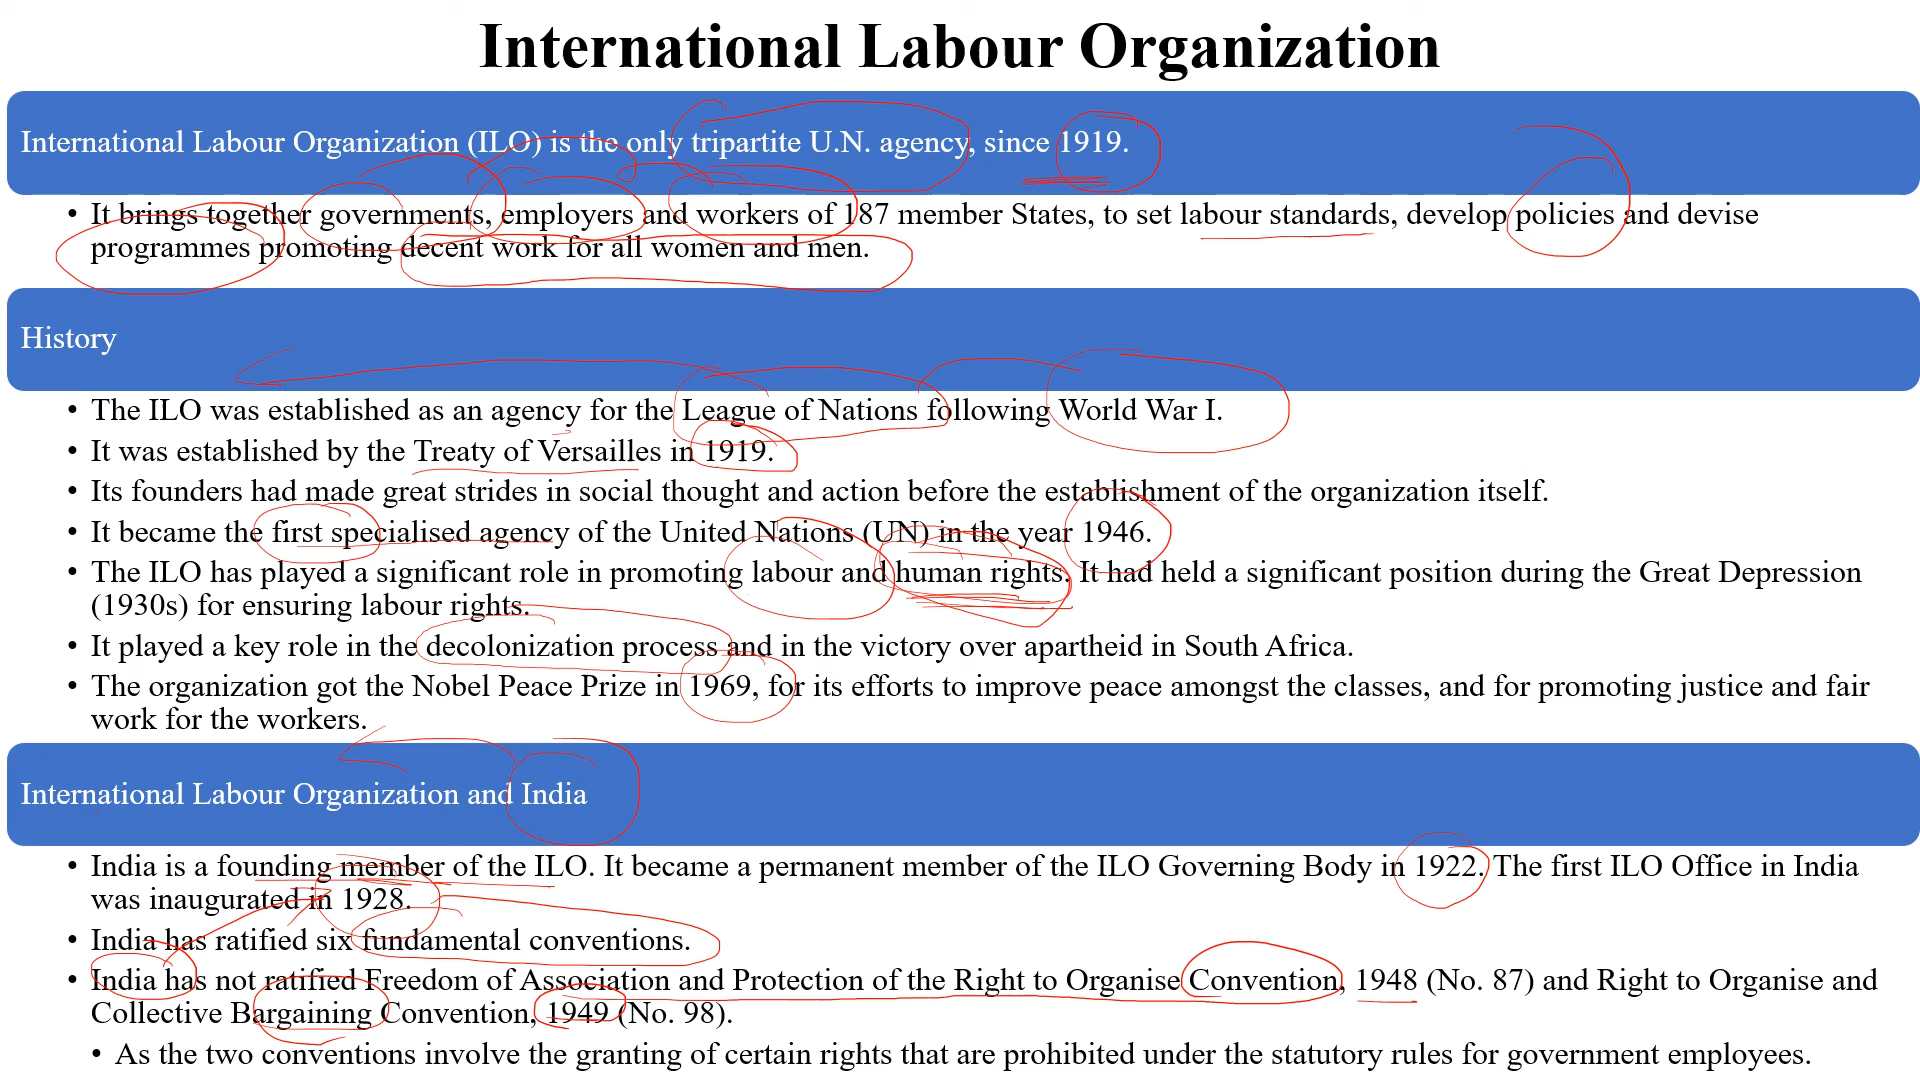 International Labour Organization
International Labour Organization (ILO) is the only tripartite U.N. agency, since 1919.
• It brings together governments, employers and workers of 187 member States, to set labour standards, develop policies and devise
programmes promoting decent work for all women and men.
History
• The ILO was established as an agency for the League of Nations following World War I.
• It was established by the Treaty of Versailles in 1919.
• Its founders had made great strides in social thought and action before the establishment of the organization itself.
• It became the first specialised agency of the United Nations (UN) in the year 1946.
• The ILO has played a significant role in promoting labour and human rights. It had held a significant position during the Great Depression
(1930s) for ensuring labour rights.
• It played a key role in the decolonization process and in the victory over apartheid in South Africa.
• The organization got the Nobel Peace Prize in 1969, for its efforts to improve peace amongst the classes, and for promoting justice and fair
work for the workers.
International Labour Organization and India
• India is a founding member of the ILO. It became a permanent member of the ILO Governing Body in 1922. The first ILO Office in India
was inaugurated in 1928.
• India has ratified six fundamental conventions.
• India has not ratified Freedom of Association and Protection of the Right to Organise Convention, 1948 (No. 87) and Right to Organise and
Collective Bargaining Convention, 1949 (No. 98).
• As the two conventions involve the granting of certain rights that are prohibited under the statutory rules for government employees.